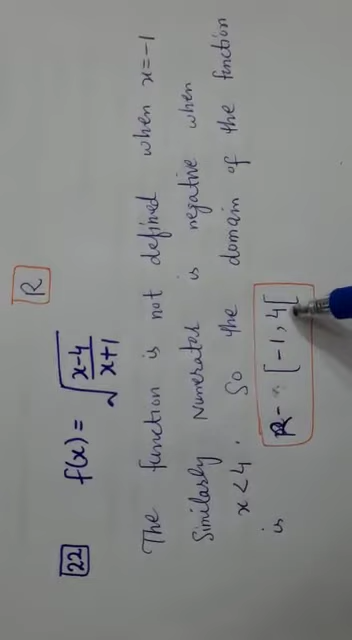 R
22 f(x) = √(x-4)/(x+1)
The function is not defined when x=-1
Similarly Numerates is negative when
x<4. So the domain of the function
is R- [-1, 4[